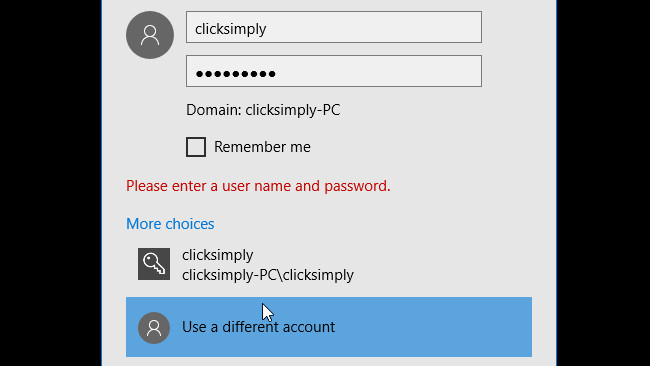 clicksimply
●●●●●●●●●
Domain: clicksimply-PC
Remember me
Please enter a user name and password.
More choices
clicksimply
clicksimply-PC\clicksimply
Use a different account